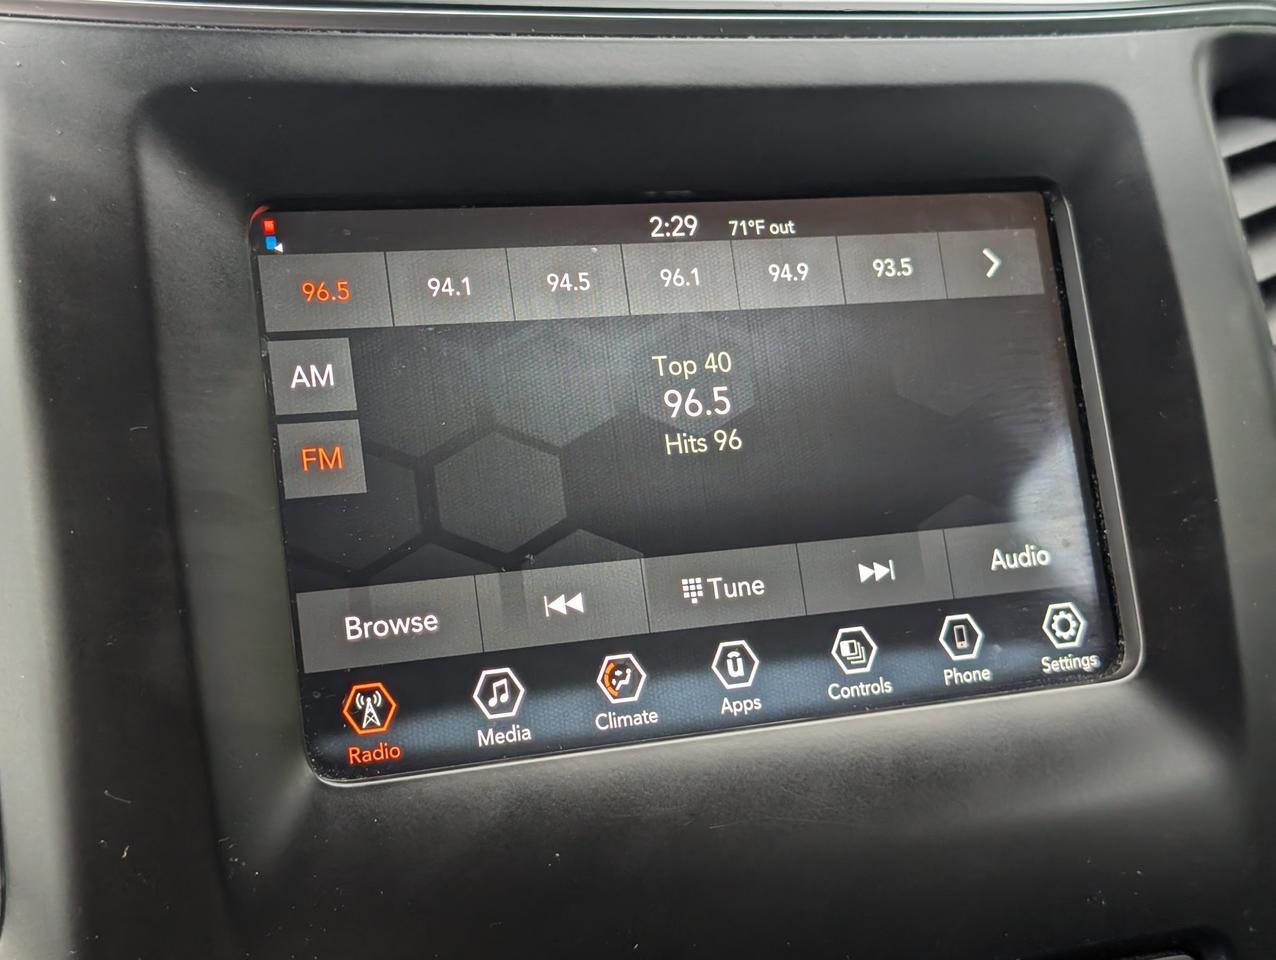 2:29 71°F out
96.5 94.1 94.5 96.1 94.9 93.5
AM
FM
Top 40
96.5
Hits 96
Browse Tune Audio
Radio Media Climate Apps Controls Phone Settings